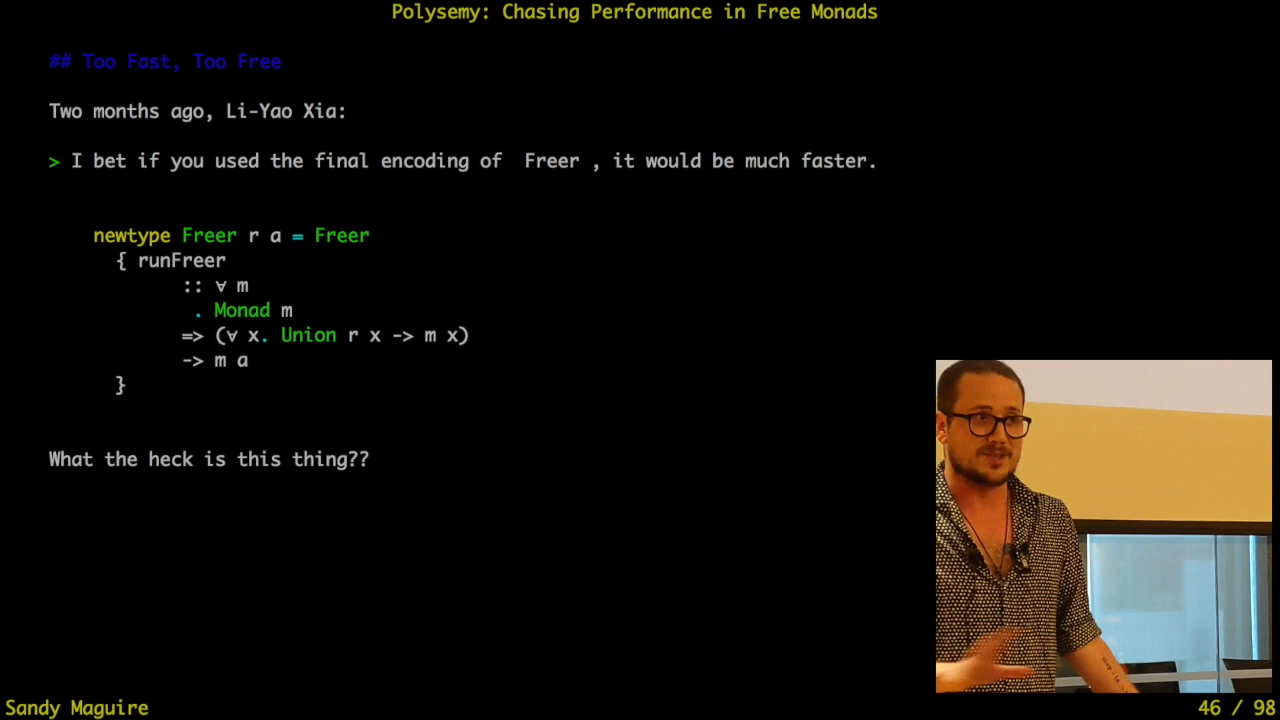 Polysemy: Chasing Performance in Free Monads
## Too Fast, Too Free
Two months ago, Li-Yao Xia:
> I bet if you used the final encoding of  Freer , it would be much faster.
newtype Freer r a = Freer
{ runFreer
:: ∀ m
. Monad m
=> (∀ x. Union r x -> m x)
-> m a
}
What the heck is this thing??
Sandy Maguire
46 / 98